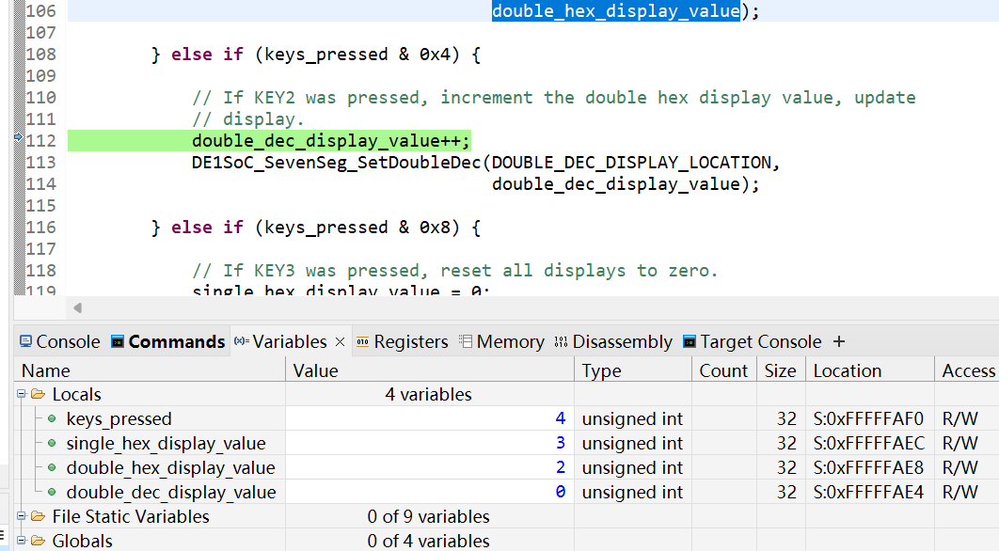 106 double_hex_display_value);
107
108 } else if (keys_pressed & 0x4) {
109
110 // If KEY2 was pressed, increment the double hex display value, update
111 // display.
112 double_dec_display_value++;
113 DE1SoC_SevenSeg_SetDoubleDec(DOUBLE_DEC_DISPLAY_LOCATION,
114 double_dec_display_value);
115
116 } else if (keys_pressed & 0x8) {
117
118 // If KEY3 was pressed, reset all displays to zero.
119 single_hex_display_value = 0;
Console Commands (x)= Variables Registers Memory Disassembly Target Console
Name Value Type Count Size Location Access
Locals 4 variables
keys_pressed 4 unsigned int 32 S:0xFFFFFAF0 R/W
single_hex_display_value 3 unsigned int 32 S:0xFFFFFAEC R/W
double_hex_display_value 2 unsigned int 32 S:0xFFFFFAE8 R/W
double_dec_display_value 0 unsigned int 32 S:0xFFFFFAE4 R/W
File Static Variables 0 of 9 variables
Globals 0 of 4 variables